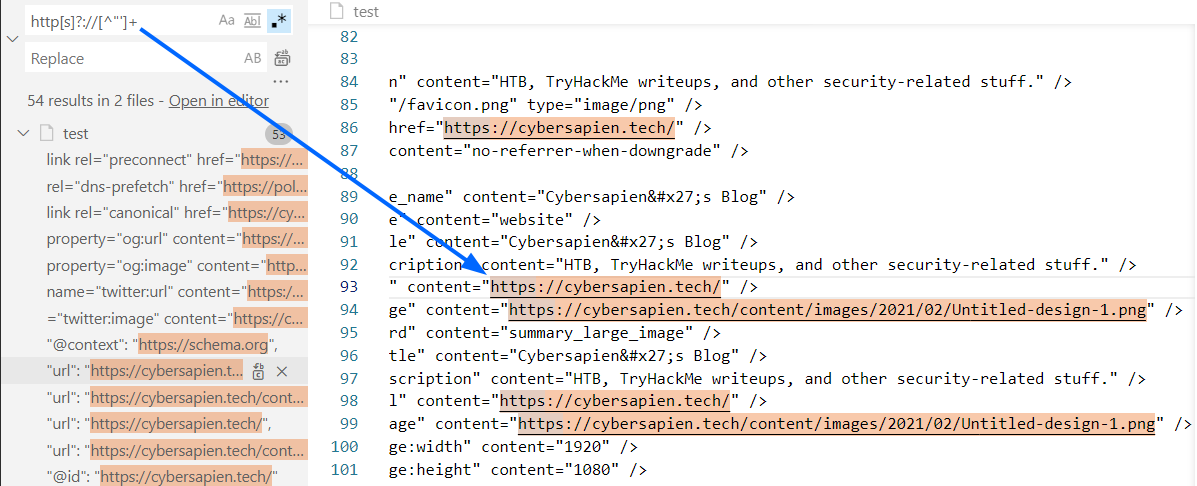 http[s]?://[^"']+
Aa Ab| .*
Replace
AB
...
54 results in 2 files - Open in editor
test 53
link rel="preconnect" href="https://...
rel="dns-prefetch" href="https://pol...
link rel="canonical" href="https://cy...
property="og:url" content="https://...
property="og:image" content="http...
name="twitter:url" content="https:/...
="twitter:image" content="https://c...
"@context": "https://schema.org",
"url": "https://cybersapien.t...
"url": "https://cybersapien.tech/cont...
"url": "https://cybersapien.tech/",
"url": "https://cybersapien.tech/cont...
"@id": "https://cybersapien.tech/"
test
82
83
84 n" content="HTB, TryHackMe writeups, and other security-related stuff." />
85 "/favicon.png" type="image/png" />
86 href="https://cybersapien.tech/" />
87 content="no-referrer-when-downgrade" />
88
89 e_name" content="Cybersapien&#x27;s Blog" />
90 e" content="website" />
91 le" content="Cybersapien&#x27;s Blog" />
92 cription" content="HTB, TryHackMe writeups, and other security-related stuff." />
93 " content="https://cybersapien.tech/" />
94 ge" content="https://cybersapien.tech/content/images/2021/02/Untitled-design-1.png" />
95 rd" content="summary_large_image" />
96 tle" content="Cybersapien&#x27;s Blog" />
97 scription" content="HTB, TryHackMe writeups, and other security-related stuff." />
98 l" content="https://cybersapien.tech/" />
99 age" content="https://cybersapien.tech/content/images/2021/02/Untitled-design-1.png" />
100 ge:width" content="1920" />
101 ge:height" content="1080" />